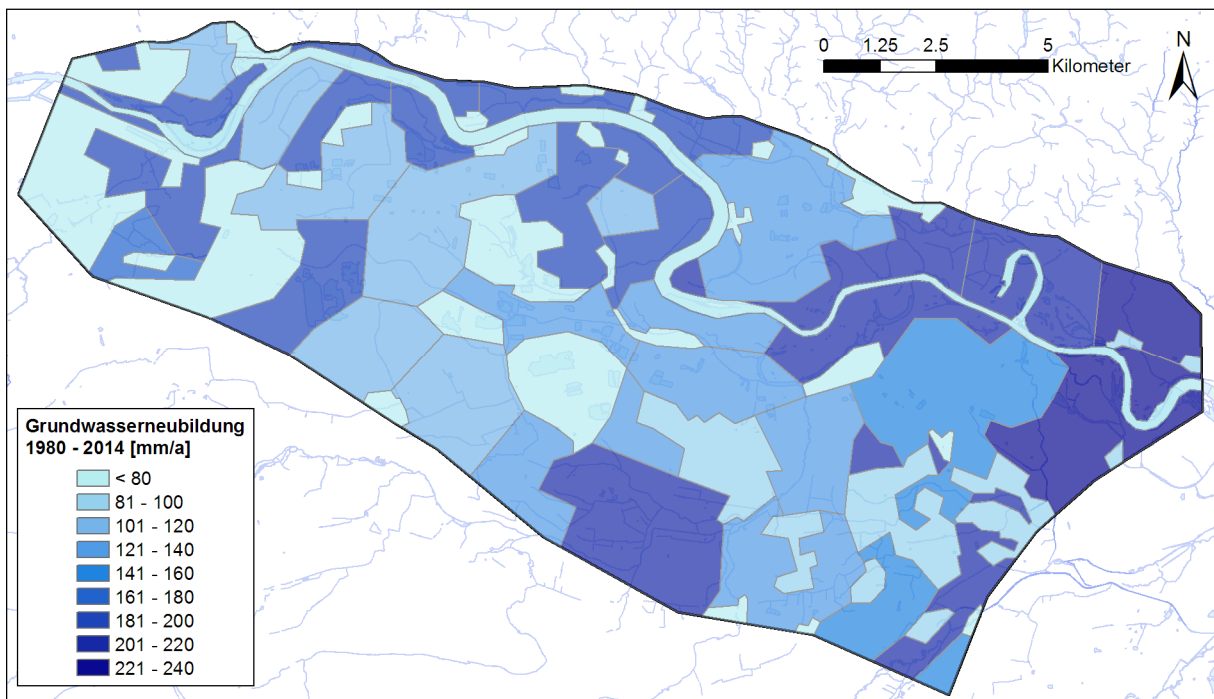 0 1.25 2.5 5
Kilometer
N
Grundwasserneubildung
1980 - 2014 [mm/a]
< 80
81 - 100
101 - 120
121 - 140
141 - 160
161 - 180
181 - 200
201 - 220
221 - 240